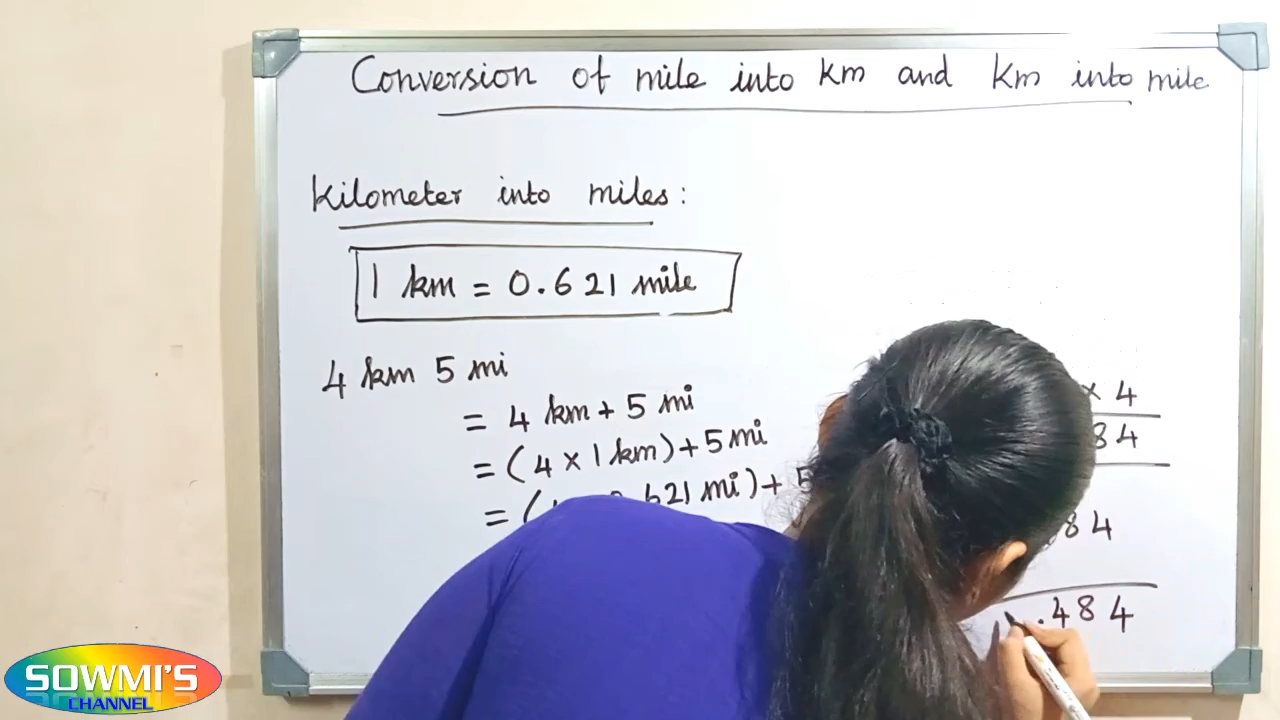 Conversion of mile into km and km into mile
Kilometer into miles:
1 km = 0.621 mile
4 km 5 mi
= 4 km + 5 mi
= (4 × 1 km) + 5 mi
= ( 621 mi) + 5
× 4
84
84
.484
SOWMI'S
CHANNEL